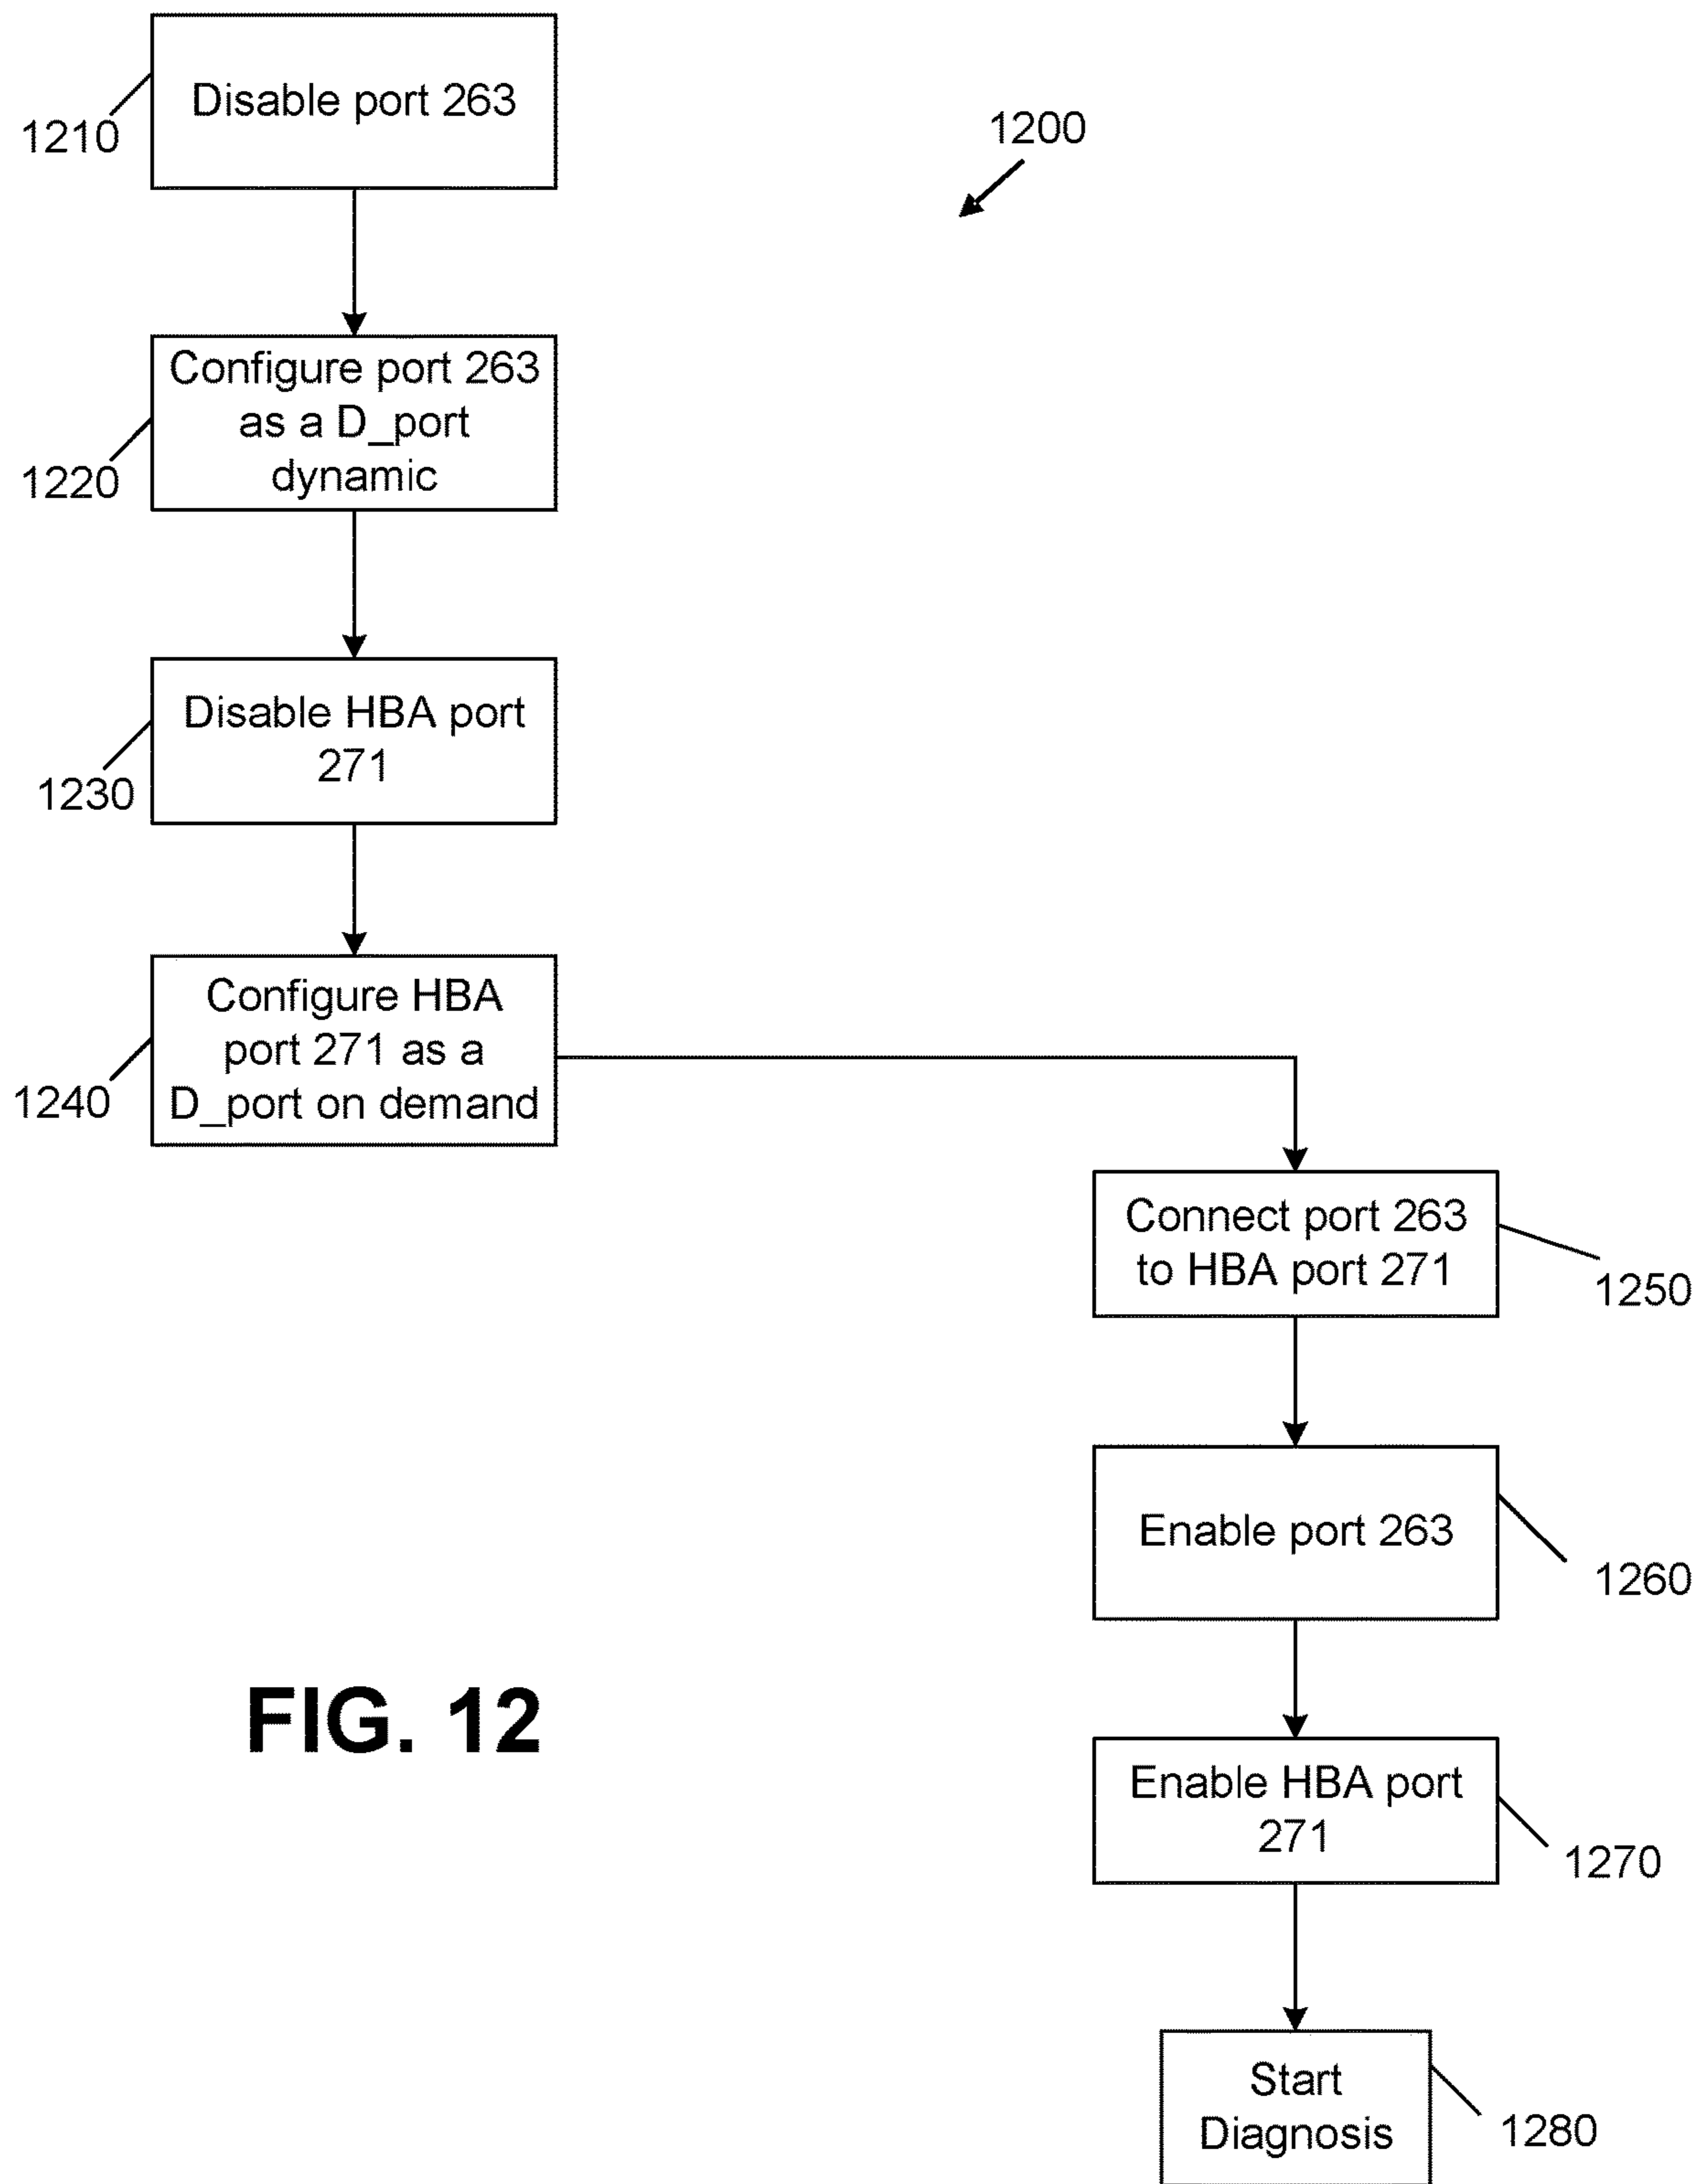 Disable port 263
1210
1200
Configure port 263
as a D_port
dynamic
1220
Disable HBA port
271
1230
Configure HBA
port 271 as a
D_port on demand
1240
Connect port 263
to HBA port 271
1250
Enable port 263
1260
FIG. 12
Enable HBA port
271
1270
Start
Diagnosis
1280